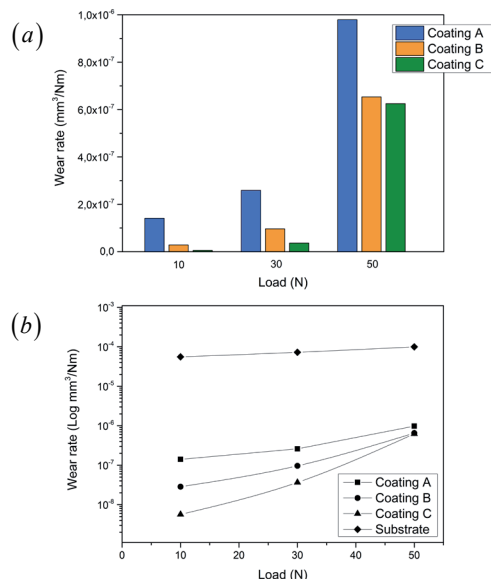 (a)
1,0x10⁻⁶
8,0x10⁻⁷
6,0x10⁻⁷
4,0x10⁻⁷
2,0x10⁻⁷
0,0
Wear rate (mm³/Nm)
Coating A
Coating B
Coating C
10
30
50
Load (N)
(b)
10⁻³
10⁻⁴
10⁻⁵
10⁻⁶
10⁻⁷
10⁻⁸
Wear rate (Log mm³/Nm)
Coating A
Coating B
Coating C
Substrate
0
10
20
30
40
50
Load (N)